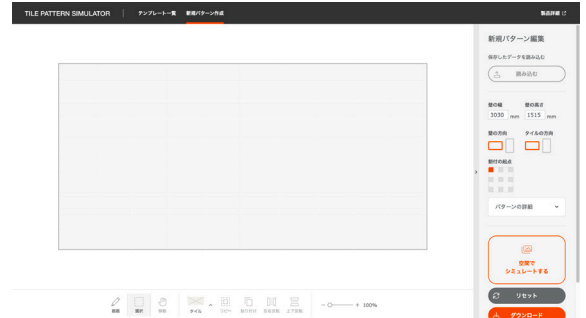 TILE PATTERN SIMULATOR
テンプレート一覧
新規パターン作成
製品詳細
新規パターン編集
保存したデータを読み込む
読み込む
壁の幅
壁の高さ
3030 mm
1515 mm
壁の方向
タイルの方向
割付の起点
パターンの詳細
空間で
シミュレートする
リセット
ダウンロード
描画
選択
移動
タイル
コピー
貼り付け
左右反転
上下反転
− + 100%